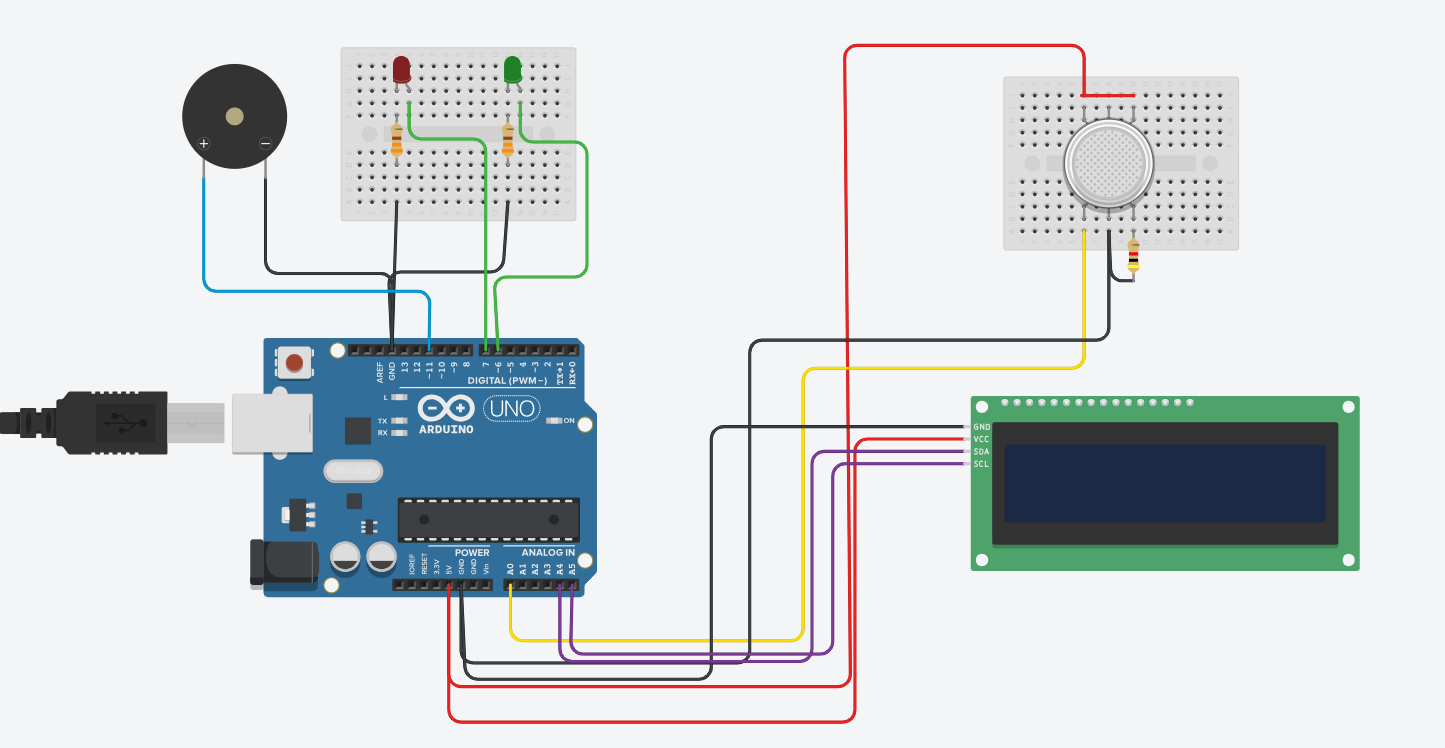 + −
AREF
GND
13
12
~11
~10
~9
8
7
~6
~5
4
~3
2
TX→1
RX←0
DIGITAL (PWM~)
L
TX
RX
UNO
ARDUINO
ON
POWER
ANALOG IN
IOREF
RESET
3.3V
5V
GND
GND
Vin
A0
A1
A2
A3
A4
A5
GND
VCC
SDA
SCL